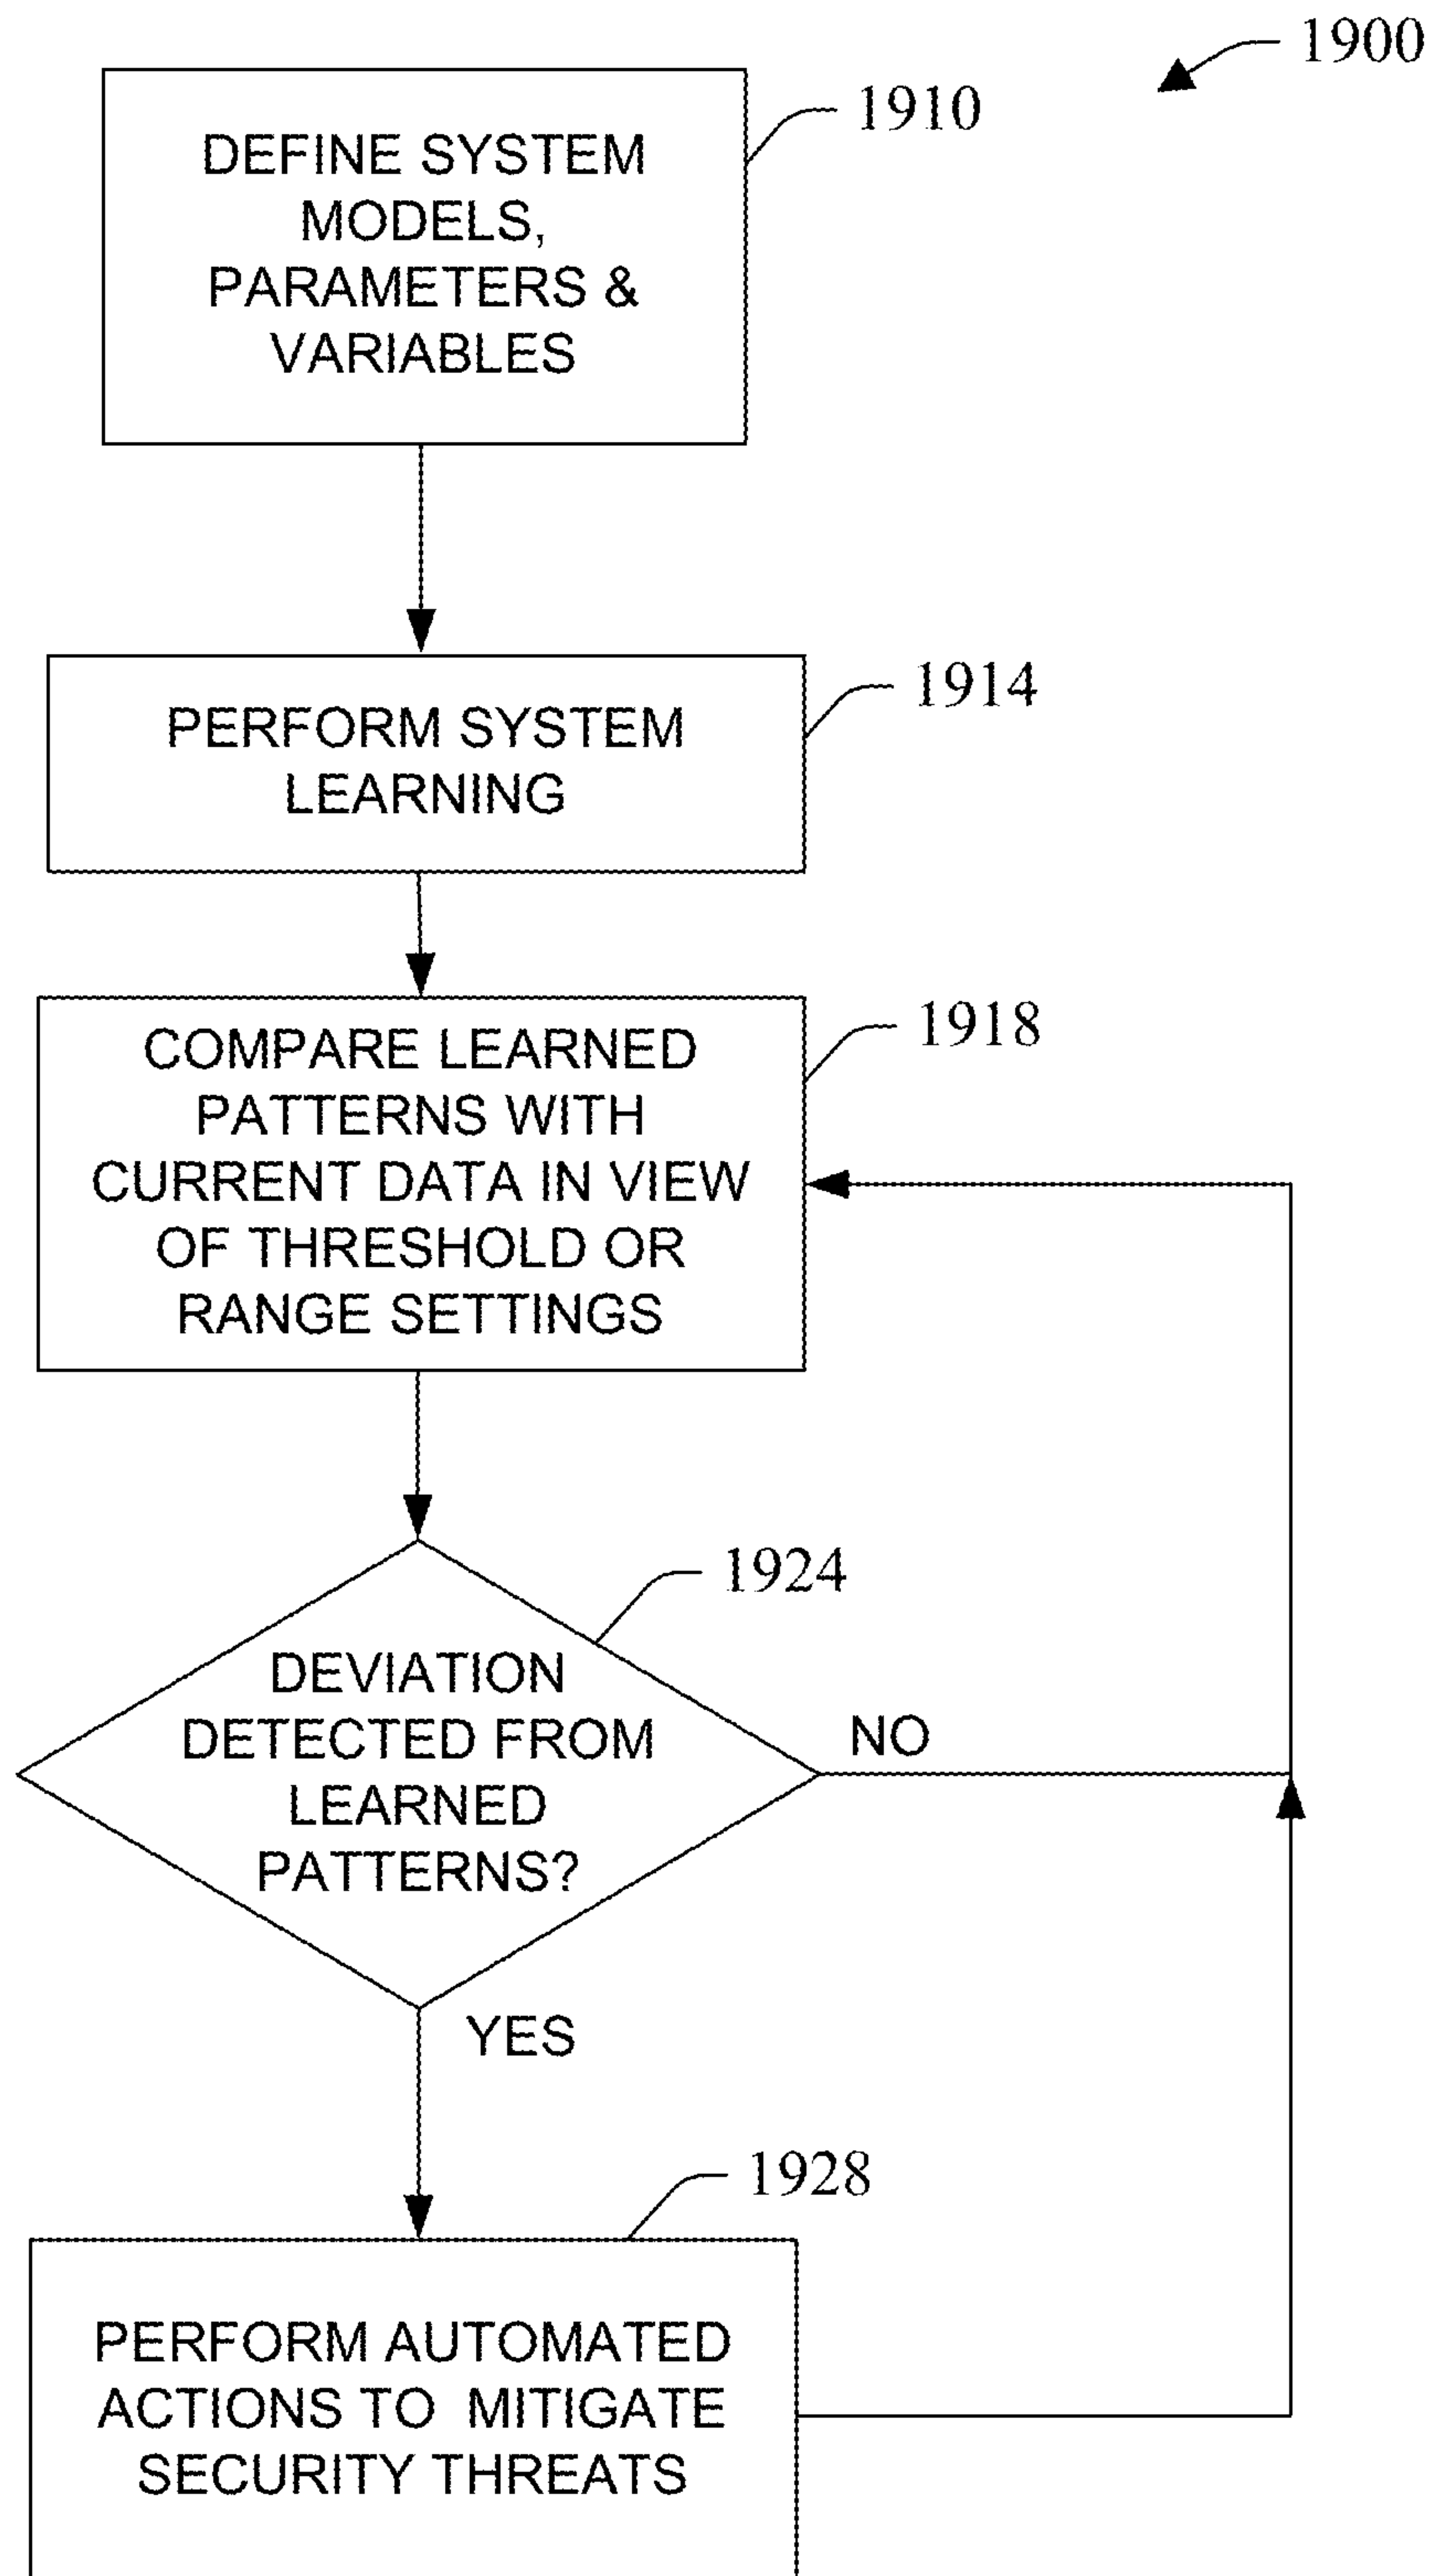 1900
1910
DEFINE SYSTEM
MODELS,
PARAMETERS &
VARIABLES
1914
PERFORM SYSTEM
LEARNING
1918
COMPARE LEARNED
PATTERNS WITH
CURRENT DATA IN VIEW
OF THRESHOLD OR
RANGE SETTINGS
1924
DEVIATION
DETECTED FROM
LEARNED
PATTERNS?
NO
YES
1928
PERFORM AUTOMATED
ACTIONS TO MITIGATE
SECURITY THREATS